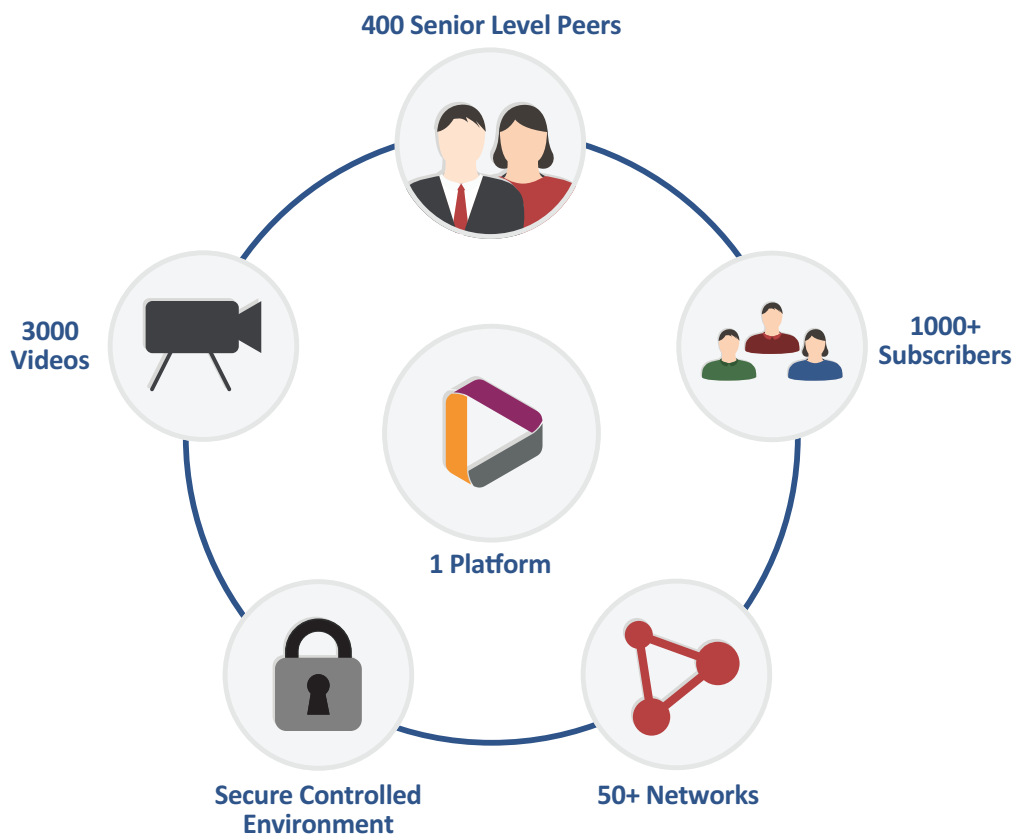 400 Senior Level Peers
3000
Videos
1000+
Subscribers
1 Platform
Secure Controlled
Environment
50+ Networks